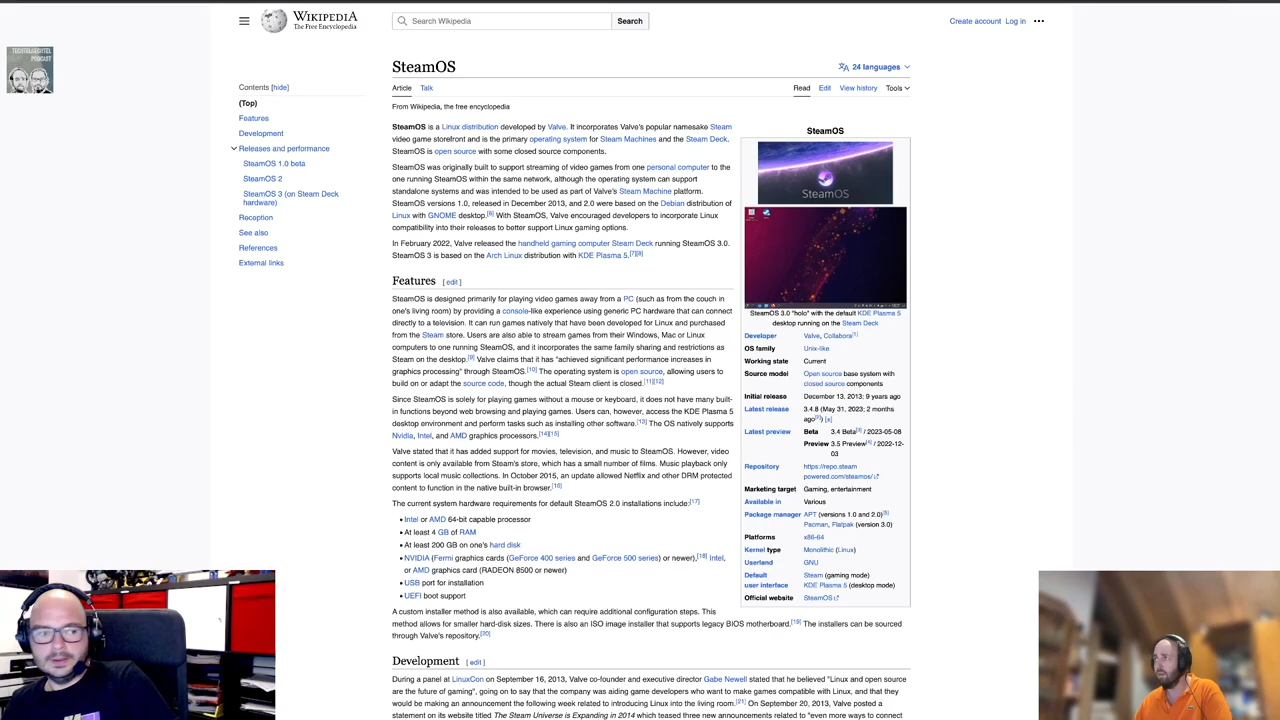 WIKIPEDIA
The Free Encyclopedia
Search Wikipedia
Search
Create account Log in
PODCAST
SteamOS
24 languages
Article Talk
Read Edit View history Tools
From Wikipedia, the free encyclopedia
Contents [hide]
(Top)
Features
Development
Releases and performance
SteamOS 1.0 beta
SteamOS 2
SteamOS 3 (on Steam Deck
hardware)
Reception
See also
References
External links
SteamOS is a Linux distribution developed by Valve. It incorporates Valve's popular namesake Steam
video game storefront and is the primary operating system for Steam Machines and the Steam Deck.
SteamOS is open source with some closed source components.
SteamOS was originally built to support streaming of video games from one personal computer to the
one running SteamOS within the same network, although the operating system can support
standalone systems and was intended to be used as part of Valve's Steam Machine platform.
SteamOS versions 1.0, released in December 2013, and 2.0 were based on the Debian distribution of
Linux with GNOME desktop.[6] With SteamOS, Valve encouraged developers to incorporate Linux
compatibility into their releases to better support Linux gaming options.
In February 2022, Valve released the handheld gaming computer Steam Deck running SteamOS 3.0.
SteamOS 3 is based on the Arch Linux distribution with KDE Plasma 5.[7][8]
Features [ edit ]
SteamOS is designed primarily for playing video games away from a PC (such as from the couch in
one's living room) by providing a console-like experience using generic PC hardware that can connect
directly to a television. It can run games natively that have been developed for Linux and purchased
from the Steam store. Users are also able to stream games from their Windows, Mac or Linux
computers to one running SteamOS, and it incorporates the same family sharing and restrictions as
Steam on the desktop.[9] Valve claims that it has "achieved significant performance increases in
graphics processing" through SteamOS.[10] The operating system is open source, allowing users to
build on or adapt the source code, though the actual Steam client is closed.[11][12]
Since SteamOS is solely for playing games without a mouse or keyboard, it does not have many built-
in functions beyond web browsing and playing games. Users can, however, access the KDE Plasma 5
desktop environment and perform tasks such as installing other software.[13] The OS natively supports
Nvidia, Intel, and AMD graphics processors.[14][15]
Valve stated that it has added support for movies, television, and music to SteamOS. However, video
content is only available from Steam's store, which has a small number of films. Music playback only
supports local music collections. In October 2015, an update allowed Netflix and other DRM protected
content to function in the native built-in browser.[16]
The current system hardware requirements for default SteamOS 2.0 installations include:[17]
• Intel or AMD 64-bit capable processor
• At least 4 GB of RAM
• At least 200 GB on one's hard disk
• NVIDIA (Fermi graphics cards (GeForce 400 series and GeForce 500 series) or newer),[18] Intel,
or AMD graphics card (RADEON 8500 or newer)
• USB port for installation
• UEFI boot support
A custom installer method is also available, which can require additional configuration steps. This
method allows for smaller hard-disk sizes. There is also an ISO image installer that supports legacy BIOS motherboard.[19] The installers can be sourced
through Valve's repository.[20]
Development [ edit ]
During a panel at LinuxCon on September 16, 2013, Valve co-founder and executive director Gabe Newell stated that he believed "Linux and open source
are the future of gaming", going on to say that the company was aiding game developers who want to make games compatible with Linux, and that they
would be making an announcement the following week related to introducing Linux into the living room.[21] On September 20, 2013, Valve posted a
statement on its website titled The Steam Universe is Expanding in 2014 which teased three new announcements related to "even more ways to connect
SteamOS
SteamOS
SteamOS 3.0 "holo" with the default KDE Plasma 5
desktop running on the Steam Deck
Developer Valve, Collabora[1]
OS family Unix-like
Working state Current
Source model Open source base system with
closed source components
Initial release December 13, 2013; 9 years ago
Latest release 3.4.8 (May 31, 2023; 2 months
Latest preview Beta 3.4 Beta[3] / 2023-05-08
Preview 3.5 Preview[4] / 2022-12-
03
Repository https://repo.steam
powered.com/steamos/
Marketing target Gaming, entertainment
Available in Various
Package manager APT (versions 1.0 and 2.0)[5]
Pacman, Flatpak (version 3.0)
Platforms x86-64
Kernel type Monolithic (Linux)
Userland GNU
Default Steam (gaming mode)
user interface KDE Plasma 5 (desktop mode)
Official website SteamOS